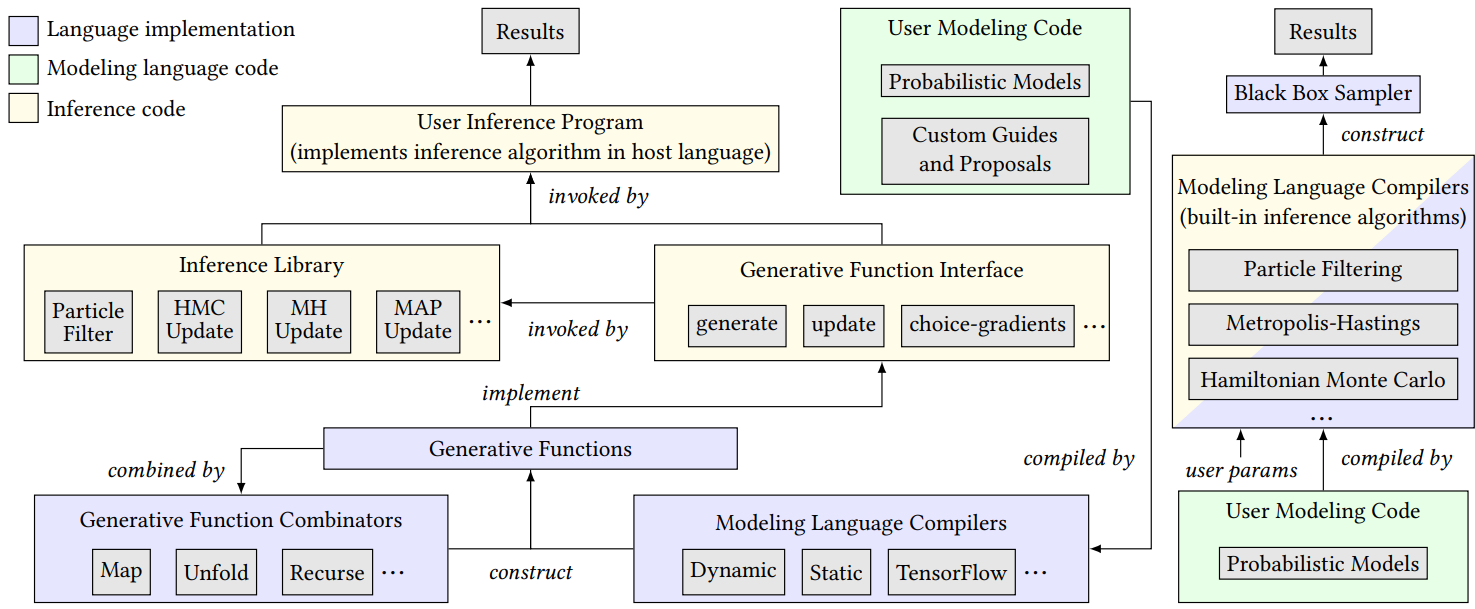 Language implementation
Modeling language code
Inference code
Results
User Inference Program
(implements inference algorithm in host language)
invoked by
Inference Library
Particle
Filter
HMC
Update
MH
Update
MAP
Update
...
invoked by
Generative Function Interface
generate
update
choice-gradients
...
implement
Generative Functions
combined by
Generative Function Combinators
Map
Unfold
Recurse
...
construct
Modeling Language Compilers
Dynamic
Static
TensorFlow
...
User Modeling Code
Probabilistic Models
Custom Guides
and Proposals
compiled by
Results
Black Box Sampler
construct
Modeling Language Compilers
(built-in inference algorithms)
Particle Filtering
Metropolis-Hastings
Hamiltonian Monte Carlo
...
user params
compiled by
User Modeling Code
Probabilistic Models